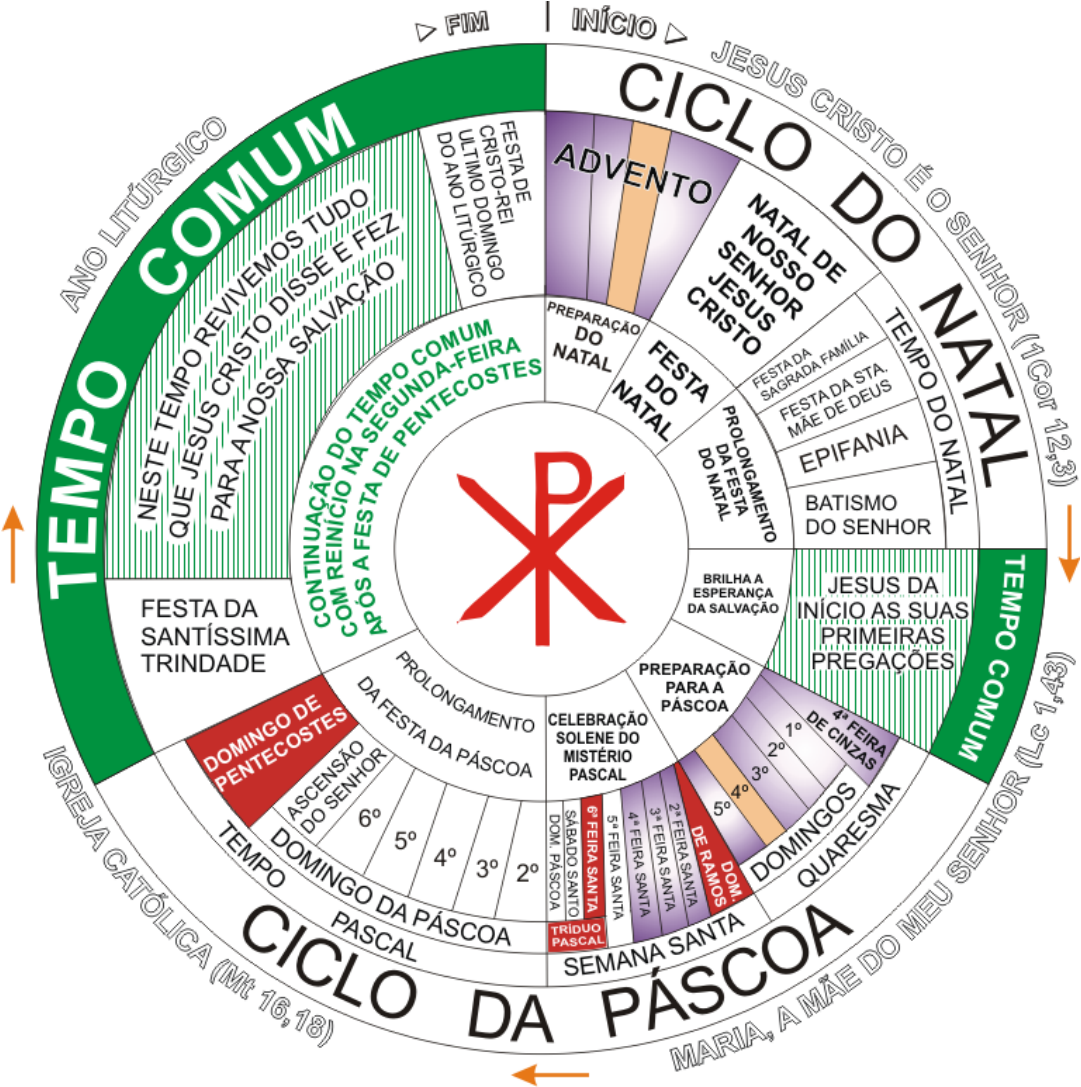 FIM
INÍCIO
JESUS CRISTO É O SENHOR (1Cor 12,3)
MARIA, A MÃE DO MEU SENHOR (Lc 1,43)
IGREJA CATÓLICA (Mt 16,18)
ANO LITÚRGICO
CICLO DO NATAL
ADVENTO
PREPARAÇÃO
DO
NATAL
NATAL DE
NOSSO
SENHOR
JESUS
CRISTO
FESTA
DO
NATAL
TEMPO DO NATAL
FESTA DA
SAGRADA FAMÍLIA
FESTA DA STA.
MÃE DE DEUS
EPIFANIA
BATISMO
DO SENHOR
PROLONGAMENTO
DA FESTA
DO NATAL
TEMPO COMUM
JESUS DA
INÍCIO AS SUAS
PRIMEIRAS
PREGAÇÕES
BRILHA A
ESPERANÇA
DA SALVAÇÃO
CICLO DA PÁSCOA
PREPARAÇÃO
PARA A
PÁSCOA
4ª FEIRA
DE CINZAS
1º
2º
3º
4º
5º
DOMINGOS
QUARESMA
DOM.
DE RAMOS
2ª FEIRA SANTA
3ª FEIRA SANTA
4ª FEIRA SANTA
5ª FEIRA SANTA
6ª FEIRA SANTA
SÁBADO SANTO
DOM. PÁSCOA
TRÍDUO
PASCAL
SEMANA SANTA
CELEBRAÇÃO
SOLENE DO
MISTÉRIO
PASCAL
PROLONGAMENTO
DA FESTA DA PÁSCOA
2º
3º
4º
5º
6º
ASCENSÃO
DO SENHOR
DOMINGO DE
PENTECOSTES
DOMINGO DA PÁSCOA
TEMPO PASCAL
TEMPO COMUM
FESTA DA
SANTÍSSIMA
TRINDADE
CONTINUAÇÃO DO TEMPO COMUM
COM REINÍCIO NA SEGUNDA-FEIRA
APÓS A FESTA DE PENTECOSTES
NESTE TEMPO REVIVEMOS TUDO
QUE JESUS CRISTO DISSE E FEZ
PARA A NOSSA SALVAÇÃO
FESTA DE
CRISTO-REI
ULTIMO DOMINGO
DO ANO LITÚRGICO